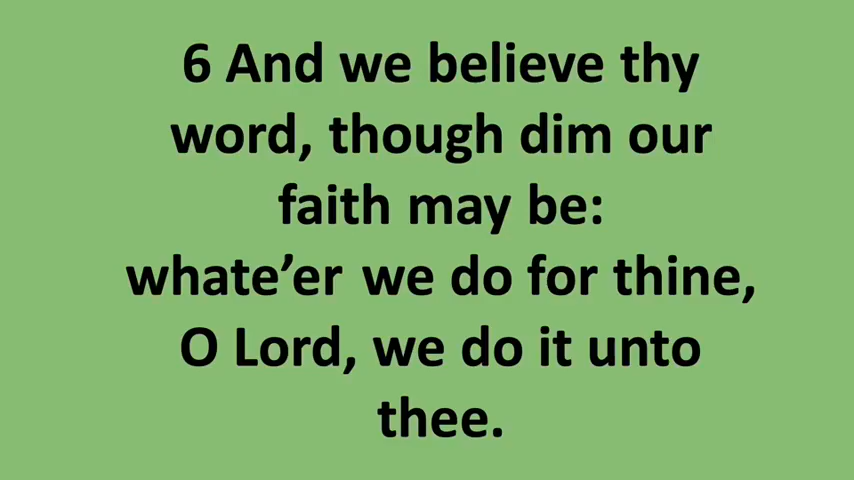 6 And we believe thy
word, though dim our
faith may be:
whate’er we do for thine,
O Lord, we do it unto
thee.